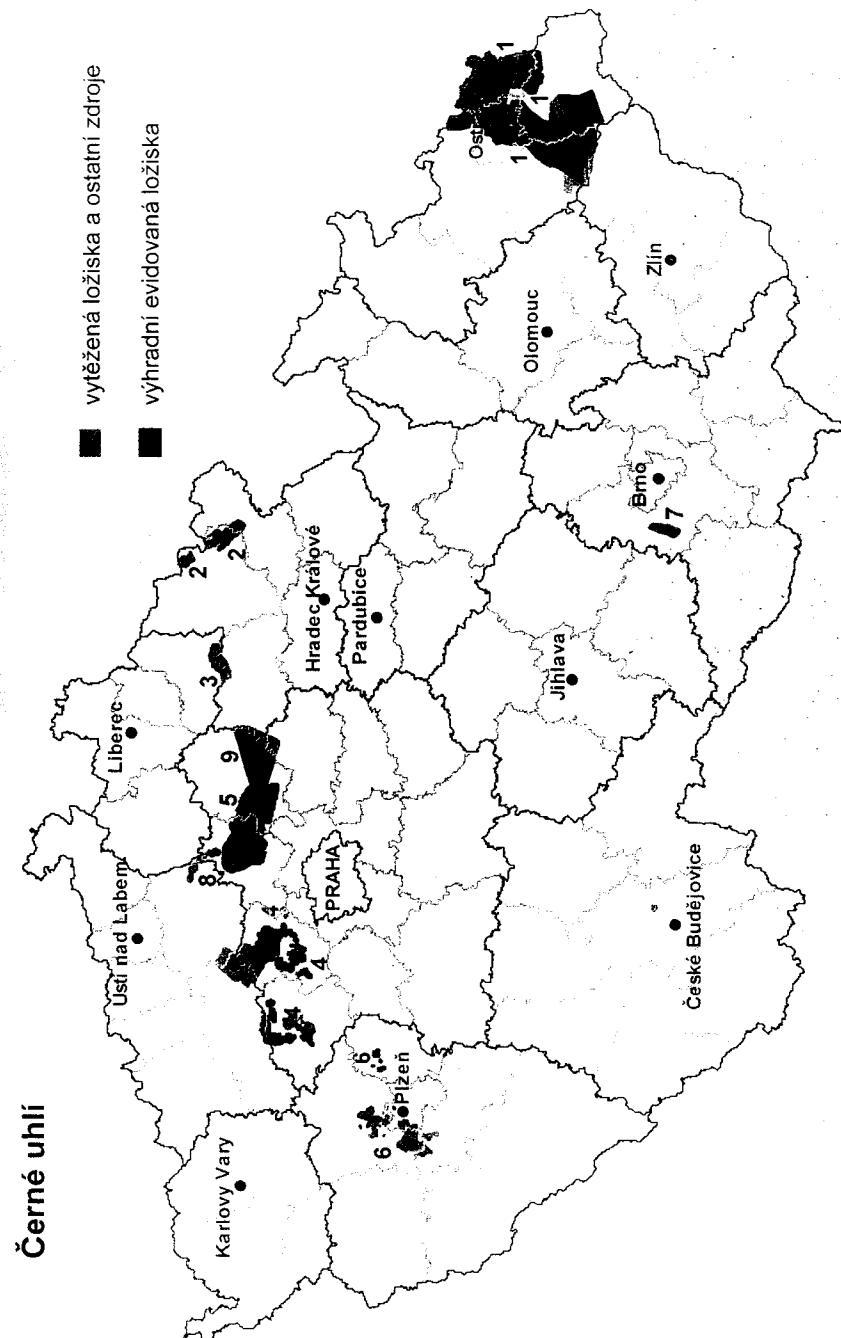 Černé uhlí
vytěžená ložiska a ostatní zdroje
výhradní evidovaná ložiska
Karlovy Vary
Ústí nad Labem
Liberec
Hradec Králové
Pardubice
PRAHA
Plzeň
České Budějovice
Jihlava
Brno
Olomouc
Zlín
Ost
1
1
1
2
2
3
4
4
4
5
6
6
7
8
9